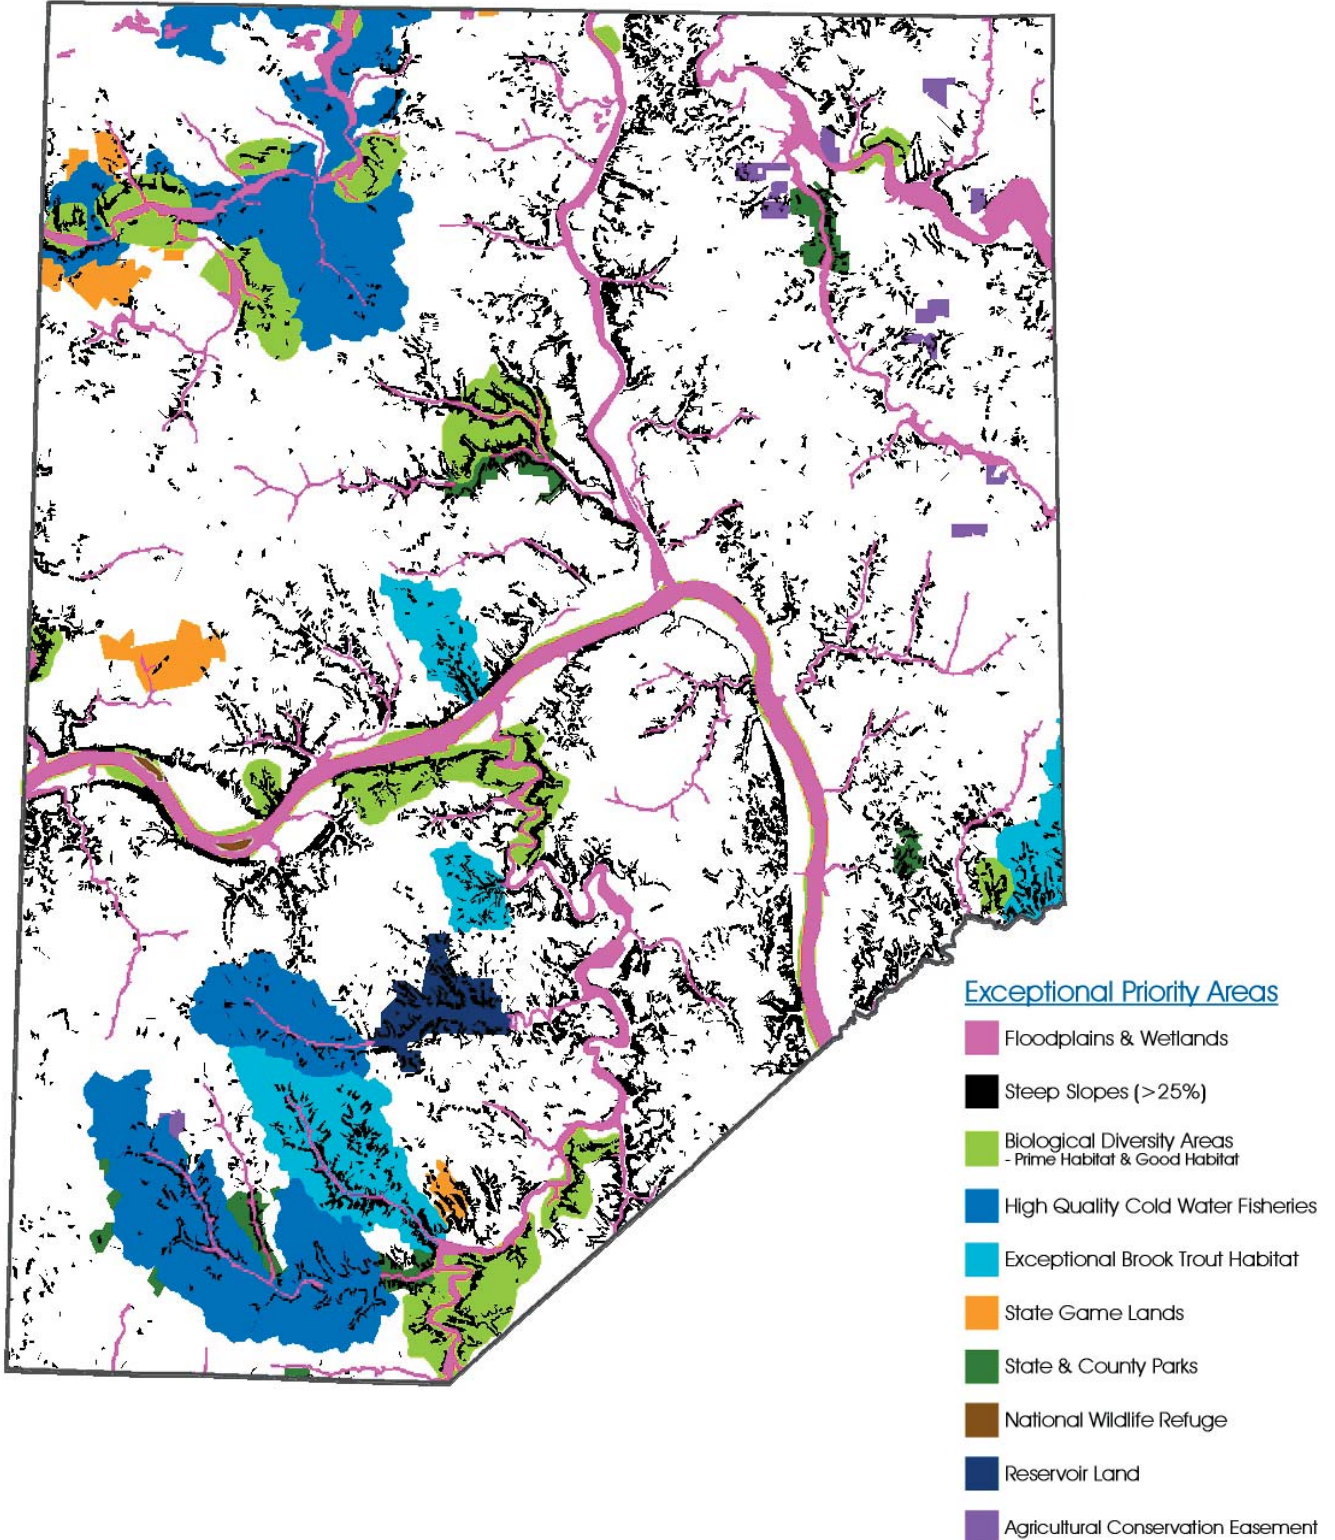 Exceptional Priority Areas
Floodplains & Wetlands
Steep Slopes (>25%)
Biological Diversity Areas
- Prime Habitat & Good Habitat
High Quality Cold Water Fisheries
Exceptional Brook Trout Habitat
State Game Lands
State & County Parks
National Wildlife Refuge
Reservoir Land
Agricultural Conservation Easement